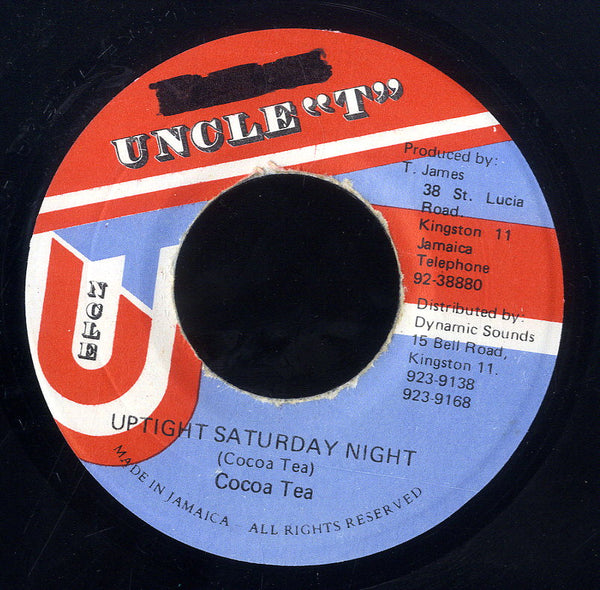 UNCLE "T"
Produced by:
T. James
38 St. Lucia
Road,
Kingston 11
Jamaica
Telephone
92-38880
Distributed by:
Dynamic Sounds
15 Bell Road,
Kingston 11.
923-9138
923-9168
UNCLE
UPTIGHT SATURDAY NIGHT
(Cocoa Tea)
Cocoa Tea
MADE IN JAMAICA ALL RIGHTS RESERVED